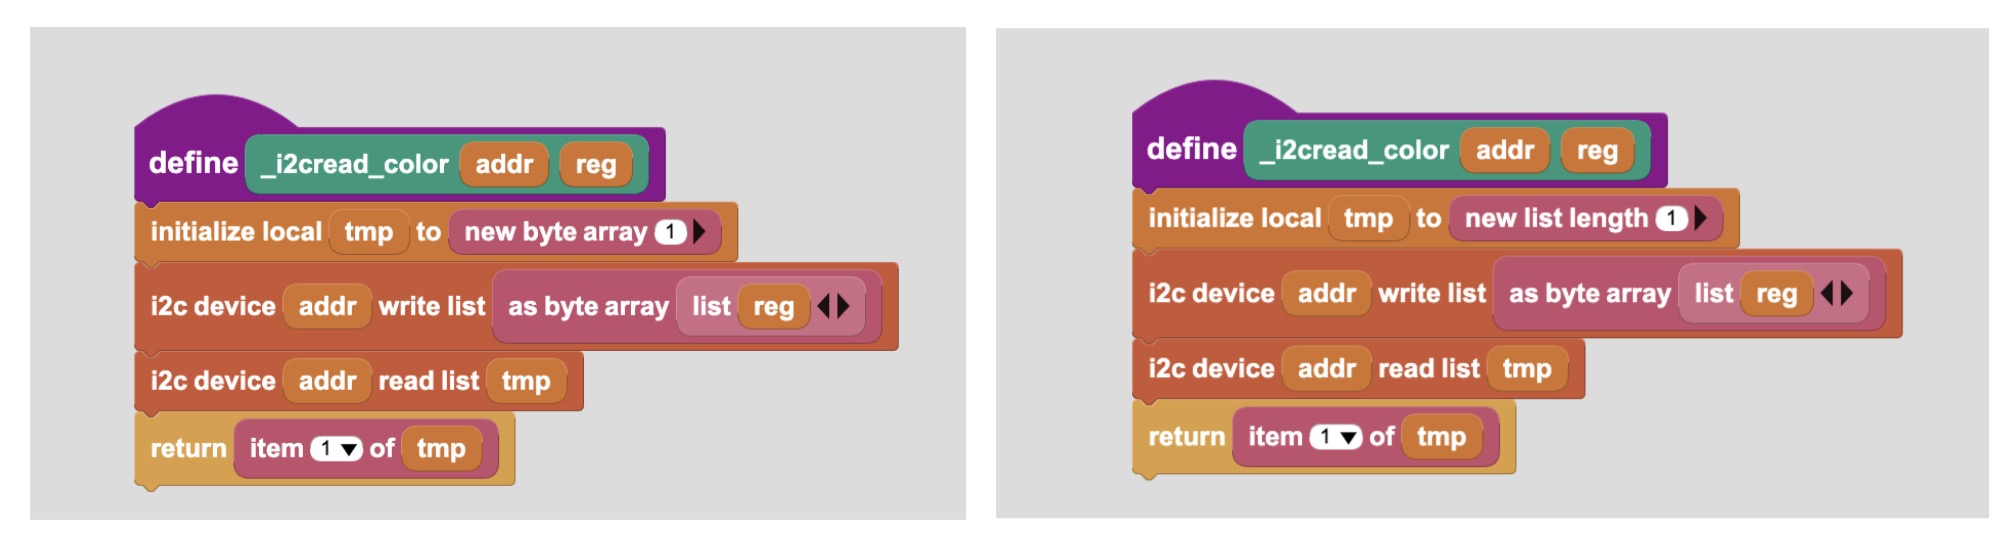 define _i2cread_color addr reg
initialize local tmp to new byte array 1
i2c device addr write list as byte array list reg
i2c device addr read list tmp
return item 1 of tmp
define _i2cread_color addr reg
initialize local tmp to new list length 1
i2c device addr write list as byte array list reg
i2c device addr read list tmp
return item 1 of tmp